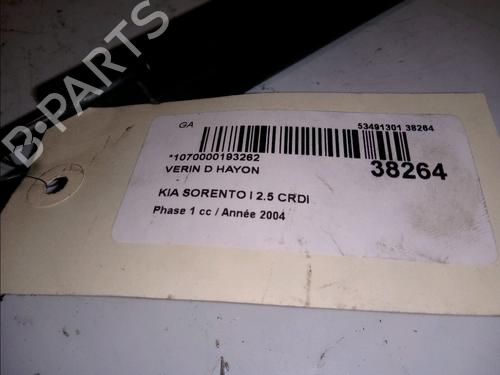 B-PARTS
GA
53491301 38264
*1070000193262
38264
VERIN D HAYON
KIA SORENTO I 2.5 CRDI
Phase 1 cc / Année 2004